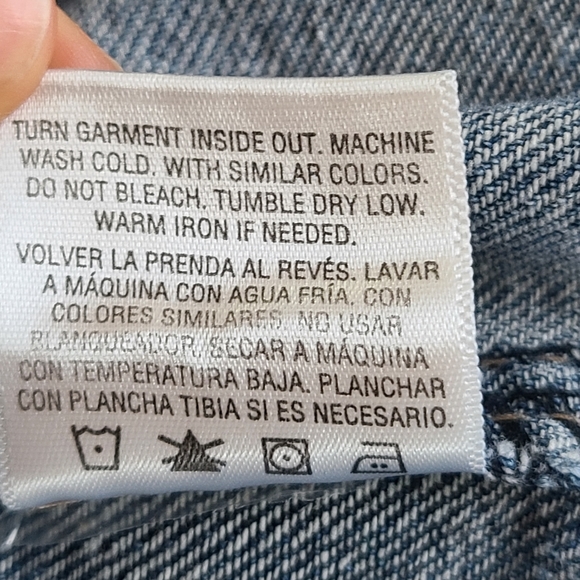 TURN GARMENT INSIDE OUT. MACHINE
WASH COLD. WITH SIMILAR COLORS.
DO NOT BLEACH. TUMBLE DRY LOW.
WARM IRON IF NEEDED.
VOLVER LA PRENDA AL REVÉS. LAVAR
A MÁQUINA CON AGUA FRÍA. CON
COLORES SIMILARES. NO USAR
BLANQUEADOR. SECAR A MÁQUINA
CON TEMPERATURA BAJA. PLANCHAR
CON PLANCHA TIBIA SI ES NECESARIO.